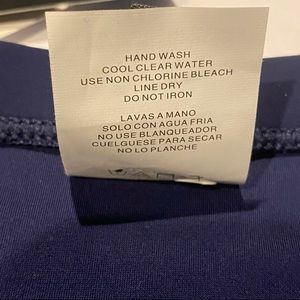 HAND WASH
COOL CLEAR WATER
USE NON CHLORINE BLEACH
LINE DRY
DO NOT IRON
LAVAS A MANO
SOLO CON AGUA FRIA
NO USE BLANQUEADOR
CUELGUESE PARA SECAR
NO LO PLANCHE